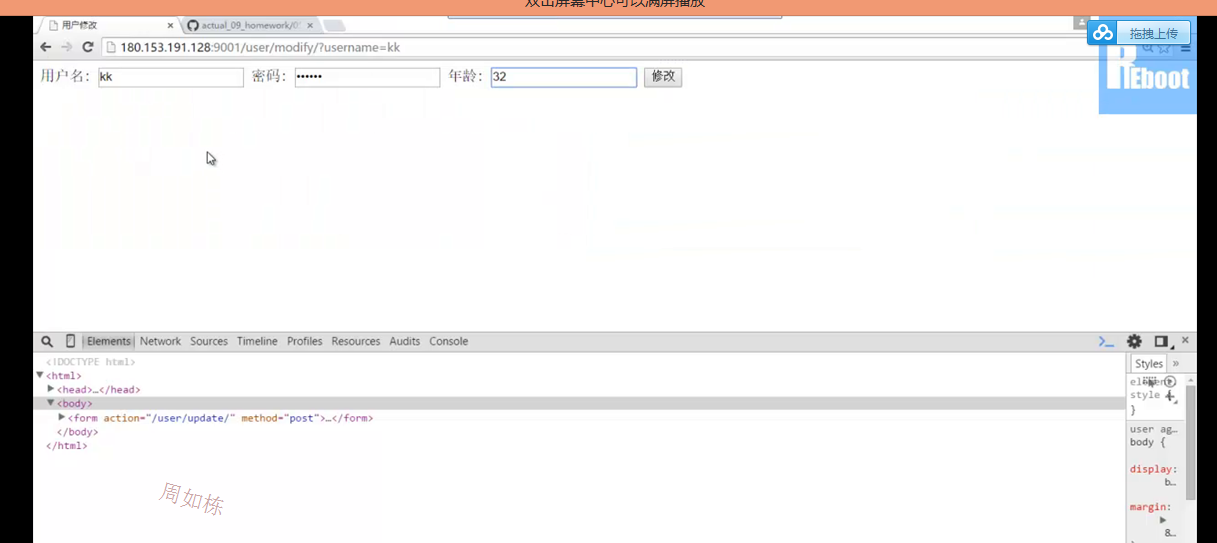 双击屏幕中心可以满屏播放
用户修改 × actual_09_homework/0 ×
拖拽上传
180.153.191.128:9001/user/modify/?username=kk
REboot
用户名: kk 密码: •••••• 年龄: 32 修改
Elements Network Sources Timeline Profiles Resources Audits Console
<!DOCTYPE html>
<html>
<head>…</head>
<body>
<form action="/user/update/" method="post">…</form>
</body>
</html>
Styles »
style
}
user ag…
body {
display:
b…
margin:
8…
周如栋